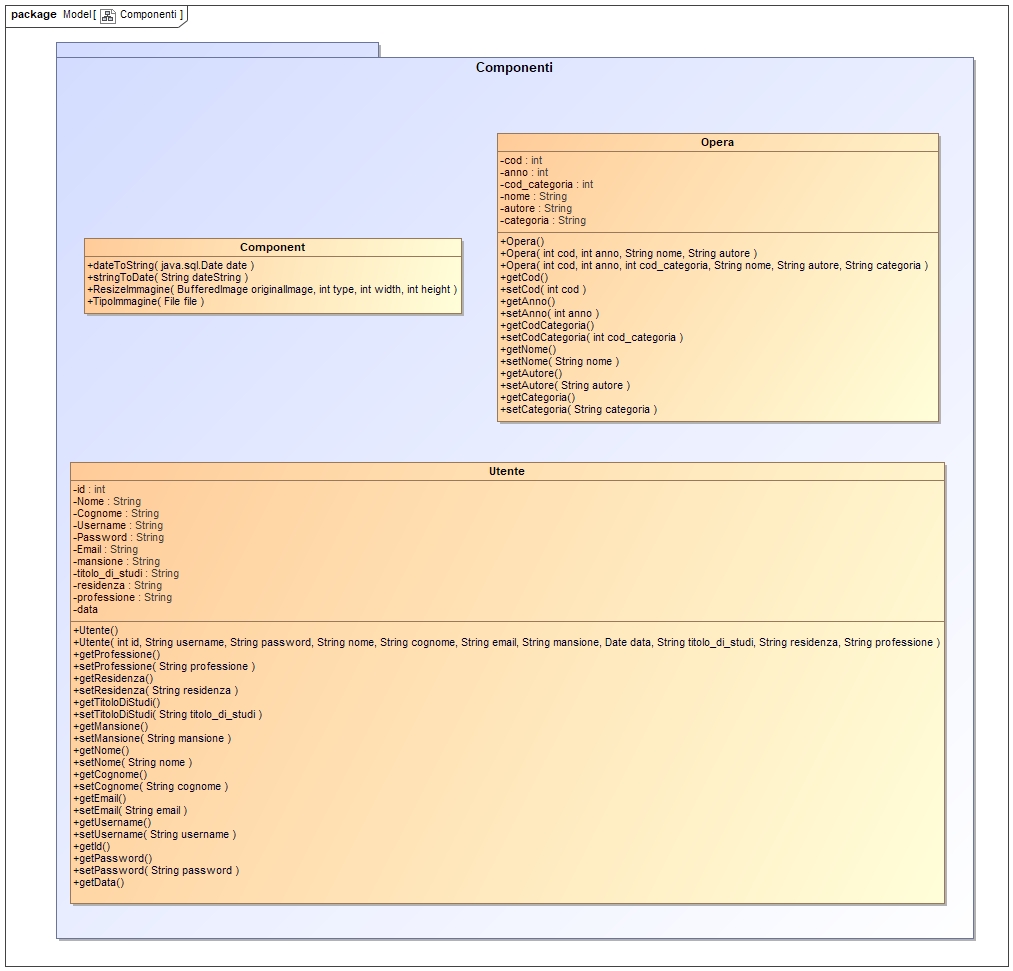 package Model[ Componenti ]
Componenti
Opera
-cod : int
-anno : int
-cod_categoria : int
-nome : String
-autore : String
-categoria : String
+Opera()
+Opera( int cod, int anno, String nome, String autore )
+Opera( int cod, int anno, int cod_categoria, String nome, String autore, String categoria )
+getCod()
+setCod( int cod )
+getAnno()
+setAnno( int anno )
+getCodCategoria()
+setCodCategoria( int cod_categoria )
+getNome()
+setNome( String nome )
+getAutore()
+setAutore( String autore )
+getCategoria()
+setCategoria( String categoria )
Component
+dateToString( java.sql.Date date )
+stringToDate( String dateString )
+ResizeImmagine( BufferedImage originalImage, int type, int width, int height )
+TipoImmagine( File file )
Utente
-id : int
-Nome : String
-Cognome : String
-Username : String
-Password : String
-Email : String
-mansione : String
-titolo_di_studi : String
-residenza : String
-professione : String
-data
+Utente()
+Utente( int id, String username, String password, String nome, String cognome, String email, String mansione, Date data, String titolo_di_studi, String residenza, String professione )
+getProfessione()
+setProfessione( String professione )
+getResidenza()
+setResidenza( String residenza )
+getTitoloDiStudi()
+setTitoloDiStudi( String titolo_di_studi )
+getMansione()
+setMansione( String mansione )
+getNome()
+setNome( String nome )
+getCognome()
+setCognome( String cognome )
+getEmail()
+setEmail( String email )
+getUsername()
+setUsername( String username )
+getId()
+getPassword()
+setPassword( String password )
+getData()